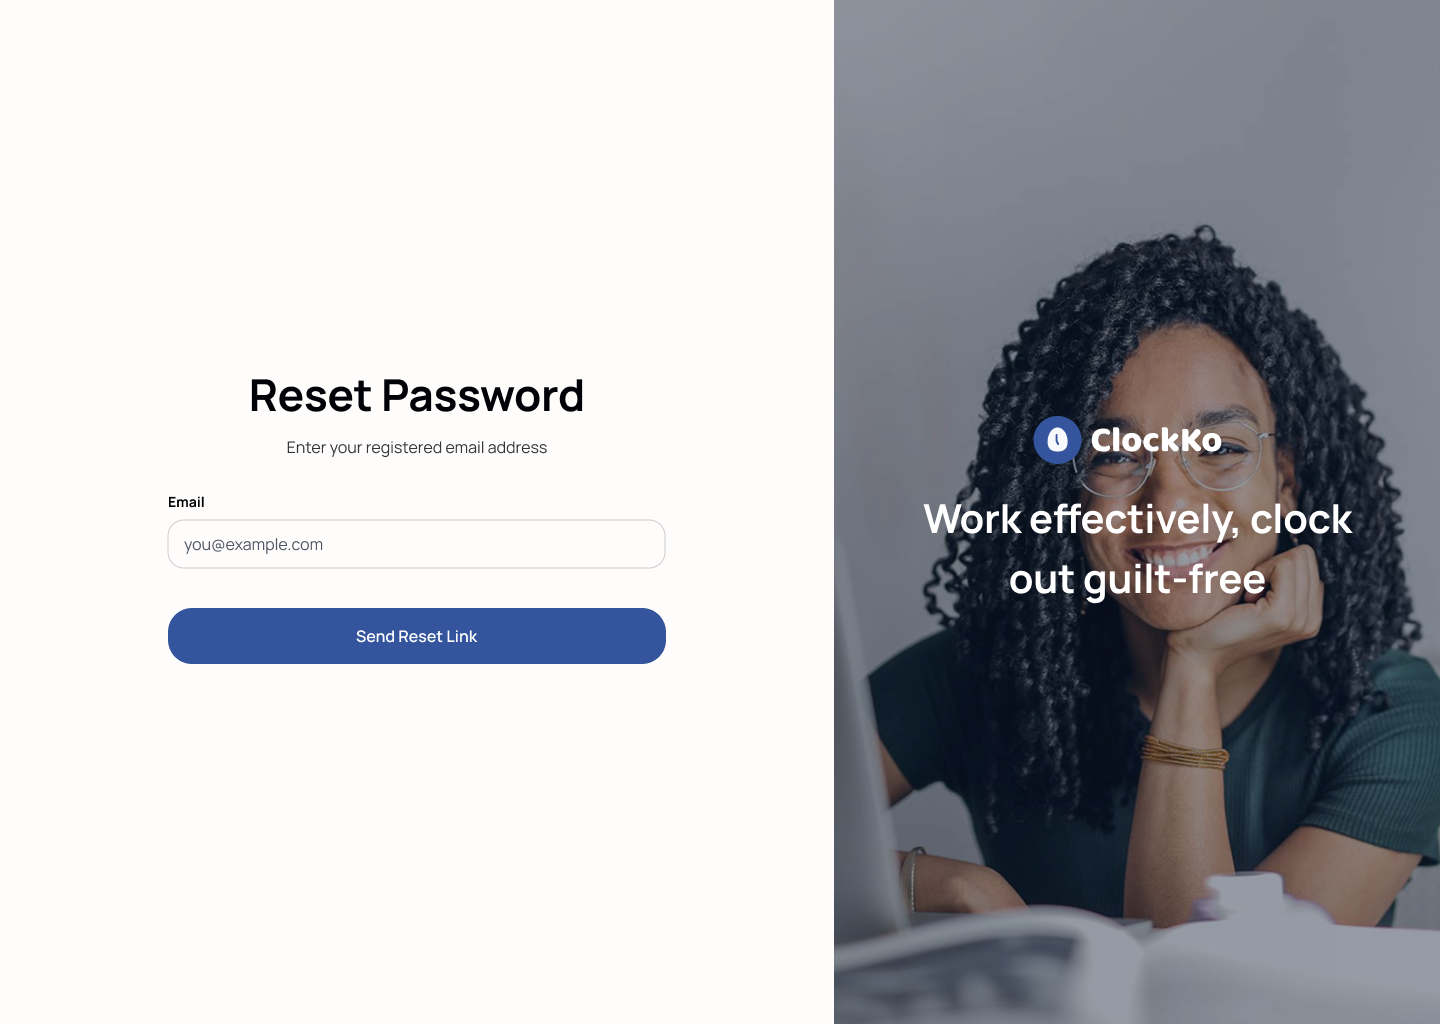 Reset Password
Enter your registered email address
Email
you@example.com
Send Reset Link
ClockKo
Work effectively, clock
out guilt-free